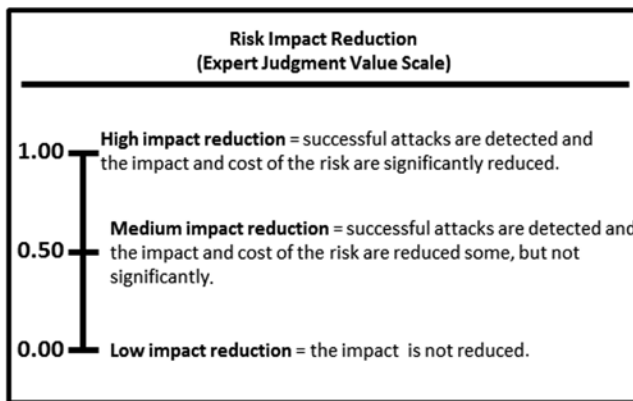 Risk Impact Reduction
(Expert Judgment Value Scale)
High impact reduction = successful attacks are detected and
1.00
the impact and cost of the risk are significantly reduced.
Medium impact reduction = successful attacks are detected and
0.50
the impact and cost of the risk are reduced some, but not
significantly.
0.00
Low impact reduction = the impact is not reduced.